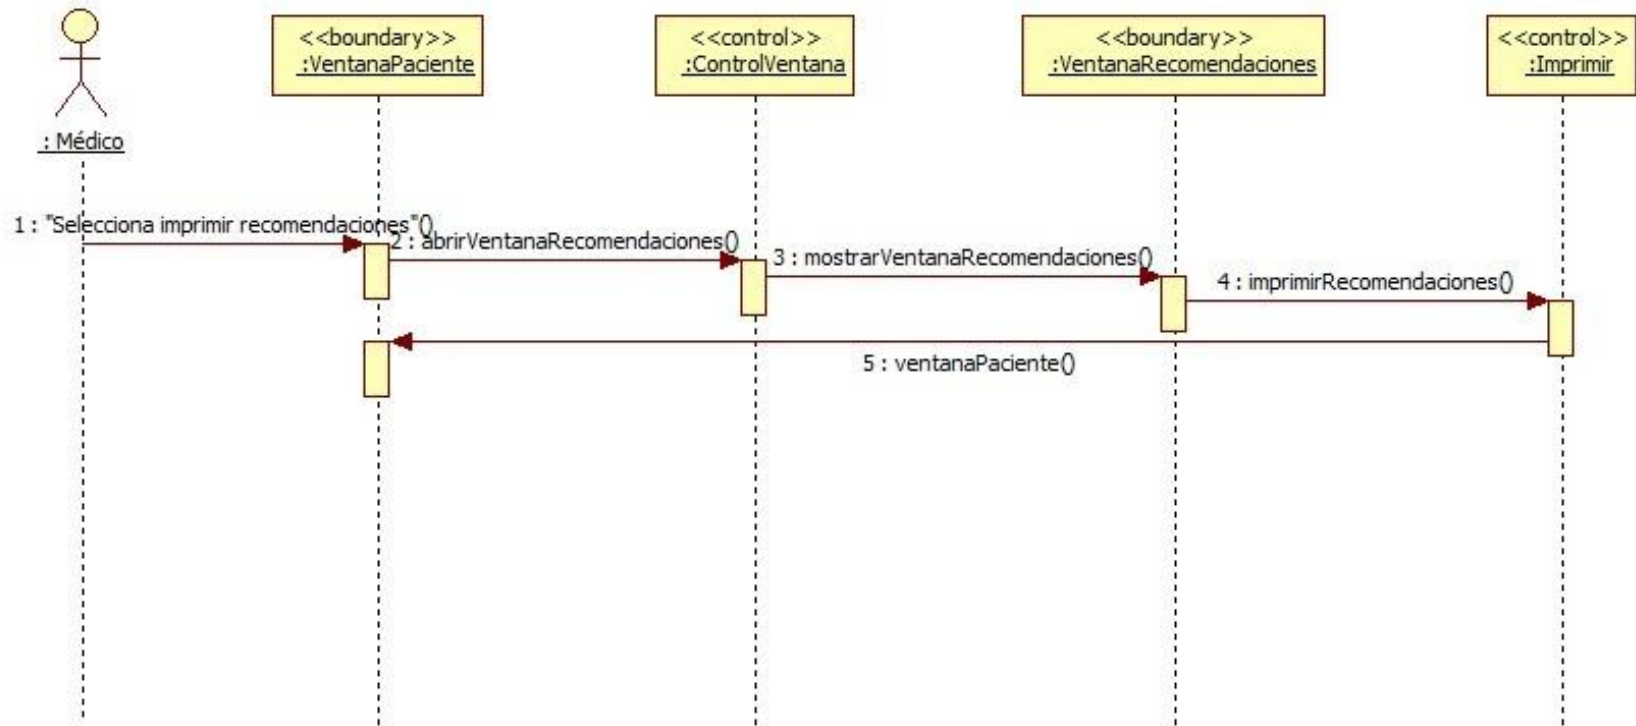 <<boundary>>
:VentanaPaciente
<<control>>
:ControlVentana
<<boundary>>
:VentanaRecomendaciones
<<control>>
:Imprimir
: Médico
1 : "Selecciona imprimir recomendaciones"()
2 : abrirVentanaRecomendaciones()
3 : mostrarVentanaRecomendaciones()
4 : imprimirRecomendaciones()
5 : ventanaPaciente()